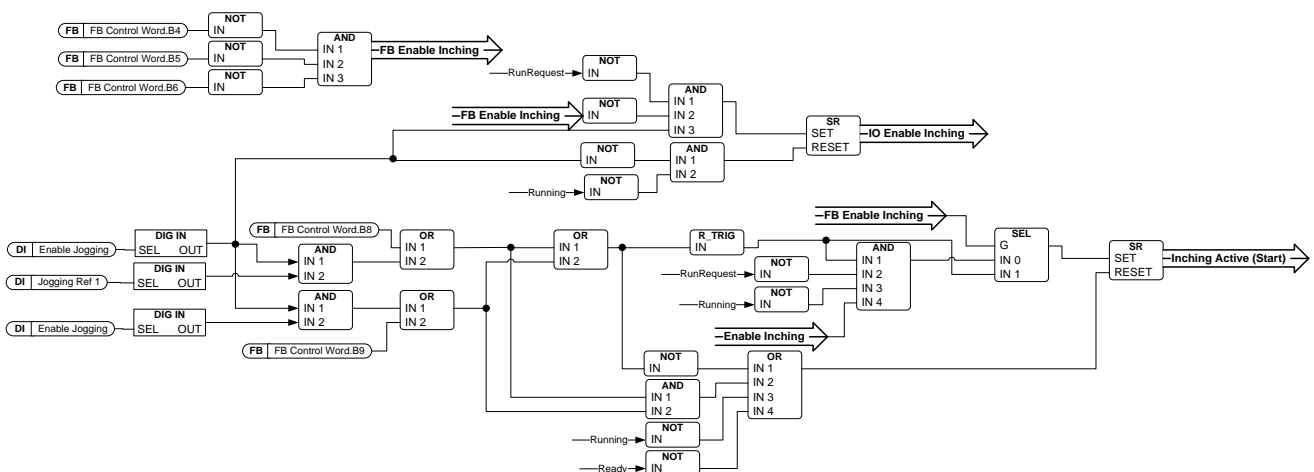 FB FB Control Word.B4
NOT
IN
FB FB Control Word.B5
NOT
IN
FB FB Control Word.B6
NOT
IN
AND
IN 1
IN 2
IN 3
FB Enable Inching
RunRequest
NOT
IN
FB Enable Inching
NOT
IN
AND
IN 1
IN 2
IN 3
NOT
IN
Running
NOT
IN
AND
IN 1
IN 2
SR
SET
RESET
IO Enable Inching
DI Enable Jogging
DIG IN
SEL OUT
DI Jogging Ref 1
DIG IN
SEL OUT
DI Enable Jogging
DIG IN
SEL OUT
FB FB Control Word.B8
AND
IN 1
IN 2
OR
IN 1
IN 2
AND
IN 1
IN 2
OR
IN 1
IN 2
FB FB Control Word.B9
OR
IN 1
IN 2
R_TRIG
IN
RunRequest
NOT
IN
Running
NOT
IN
Enable Inching
AND
IN 1
IN 2
IN 3
IN 4
FB Enable Inching
SEL
G
IN 0
IN 1
SR
SET
RESET
Inching Active (Start)
NOT
IN
AND
IN 1
IN 2
Running
NOT
IN
Ready
NOT
IN
OR
IN 1
IN 2
IN 3
IN 4